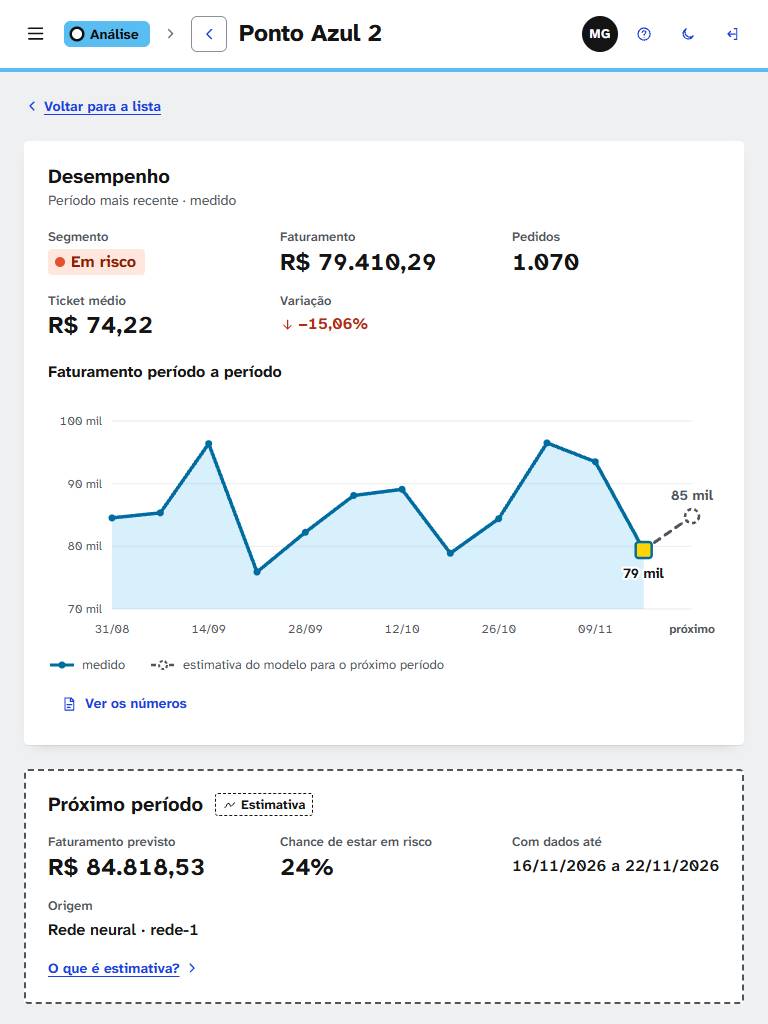 Análise
Ponto Azul 2
MG
Voltar para a lista
Desempenho
Período mais recente · medido
Segmento
Em risco
Faturamento
R$ 79.410,29
Pedidos
1.070
Ticket médio
R$ 74,22
Variação
↓ −15,06%
Faturamento período a período
100 mil
90 mil
80 mil
70 mil
85 mil
79 mil
31/08
14/09
28/09
12/10
26/10
09/11
próximo
medido
estimativa do modelo para o próximo período
Ver os números
Próximo período
Estimativa
Faturamento previsto
R$ 84.818,53
Chance de estar em risco
24%
Com dados até
16/11/2026 a 22/11/2026
Origem
Rede neural · rede-1
O que é estimativa?